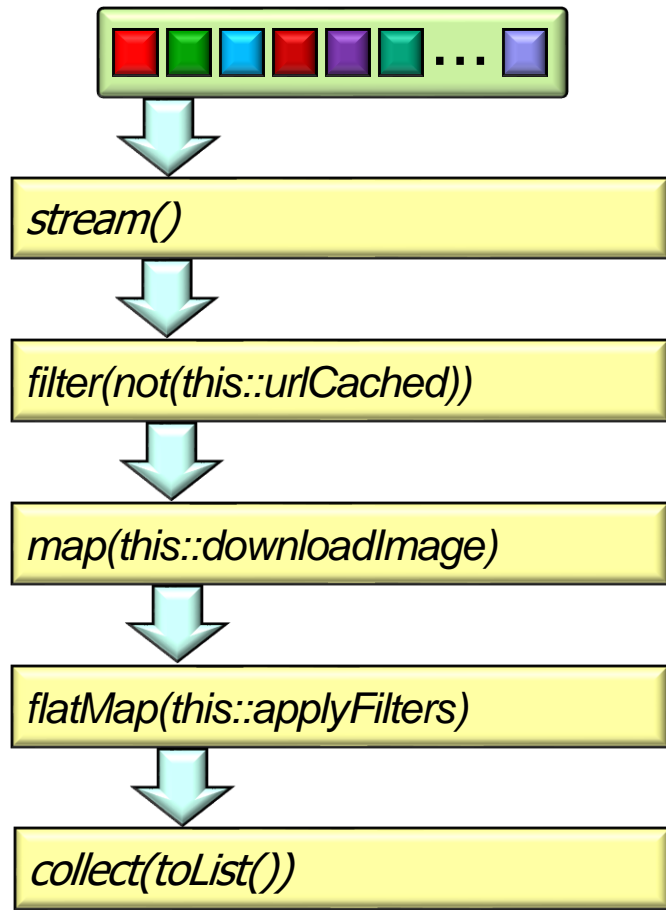 ...
stream()
filter(not(this::urlCached))
map(this::downloadImage)
flatMap(this::applyFilters)
collect(toList())